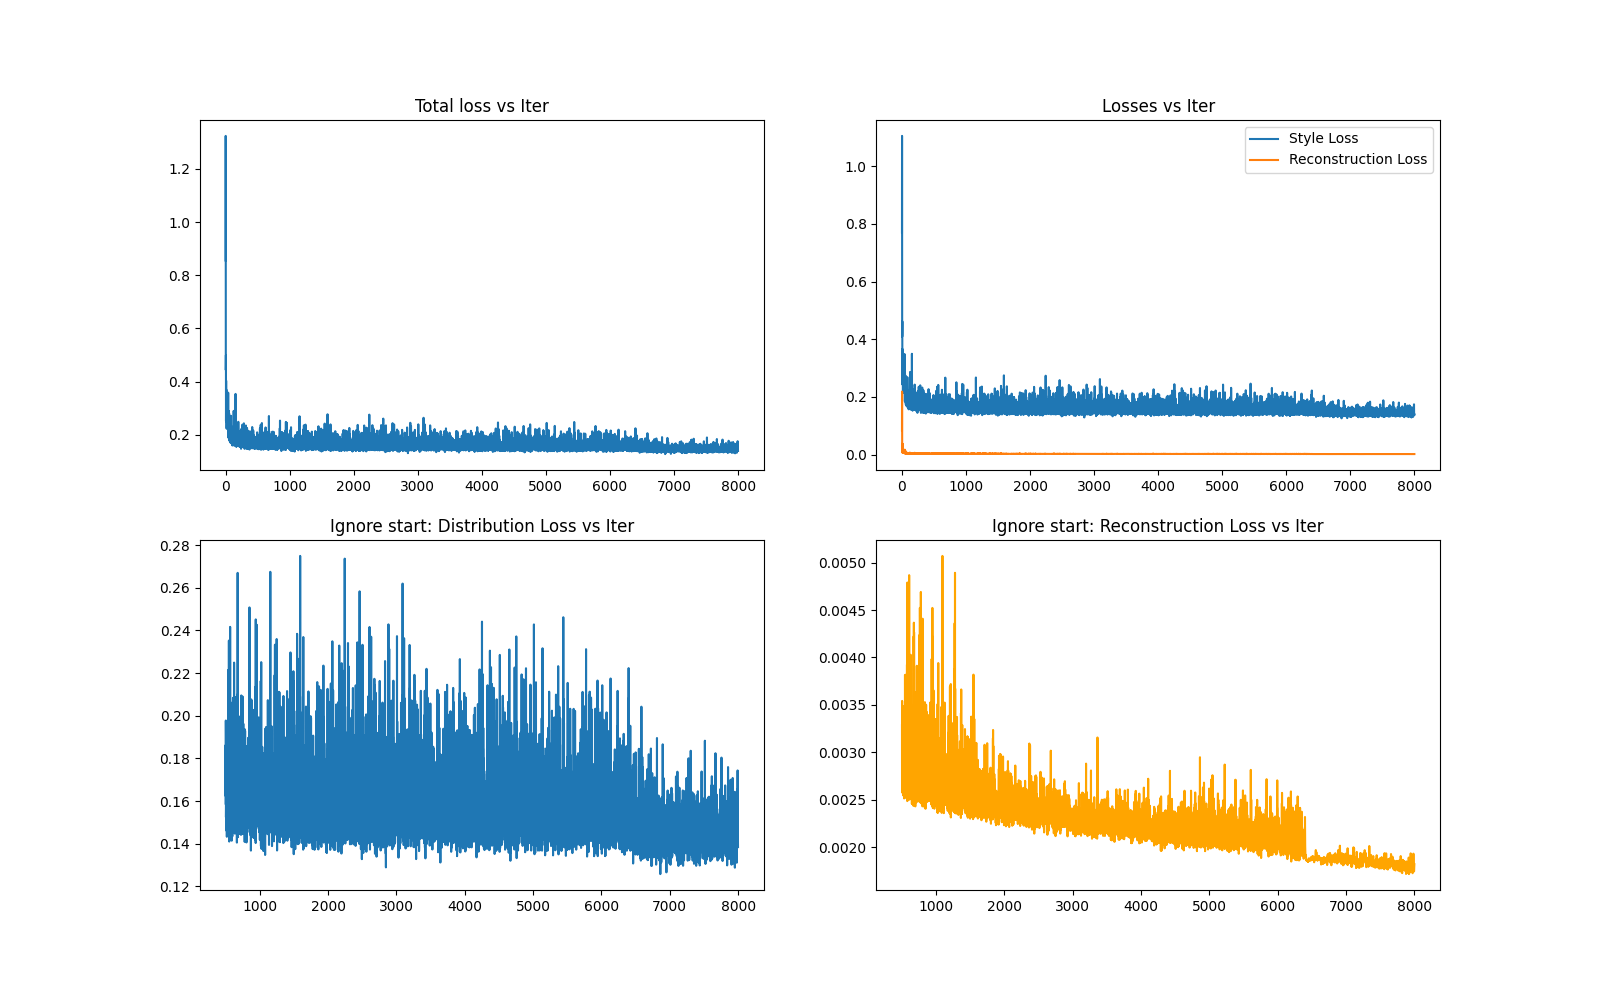 Total loss vs Iter
1.2
1.0
0.8
0.6
0.4
0.2
0 1000 2000 3000 4000 5000 6000 7000 8000
Losses vs Iter
Style Loss
Reconstruction Loss
1.0
0.8
0.6
0.4
0.2
0.0
0 1000 2000 3000 4000 5000 6000 7000 8000
Ignore start: Distribution Loss vs Iter
0.28
0.26
0.24
0.22
0.20
0.18
0.16
0.14
0.12
1000 2000 3000 4000 5000 6000 7000 8000
Ignore start: Reconstruction Loss vs Iter
0.0050
0.0045
0.0040
0.0035
0.0030
0.0025
0.0020
1000 2000 3000 4000 5000 6000 7000 8000